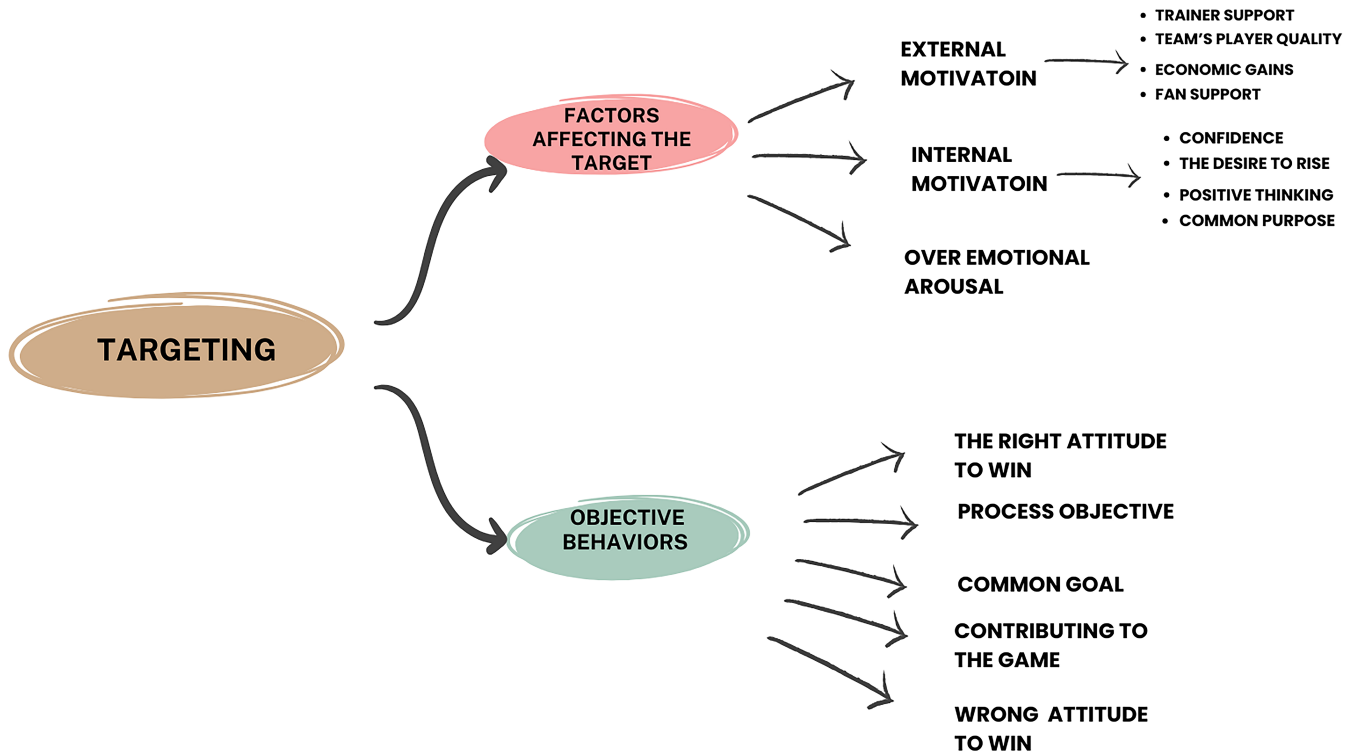 TARGETING
FACTORS
AFFECTING THE
TARGET
EXTERNAL
MOTIVATOIN
• TRAINER SUPPORT
• TEAM'S PLAYER QUALITY
• ECONOMIC GAINS
• FAN SUPPORT
INTERNAL
MOTIVATOIN
• CONFIDENCE
• THE DESIRE TO RISE
• POSITIVE THINKING
• COMMON PURPOSE
OVER EMOTIONAL
AROUSAL
OBJECTIVE
BEHAVIORS
THE RIGHT ATTITUDE
TO WIN
PROCESS OBJECTIVE
COMMON GOAL
CONTRIBUTING TO
THE GAME
WRONG ATTITUDE
TO WIN